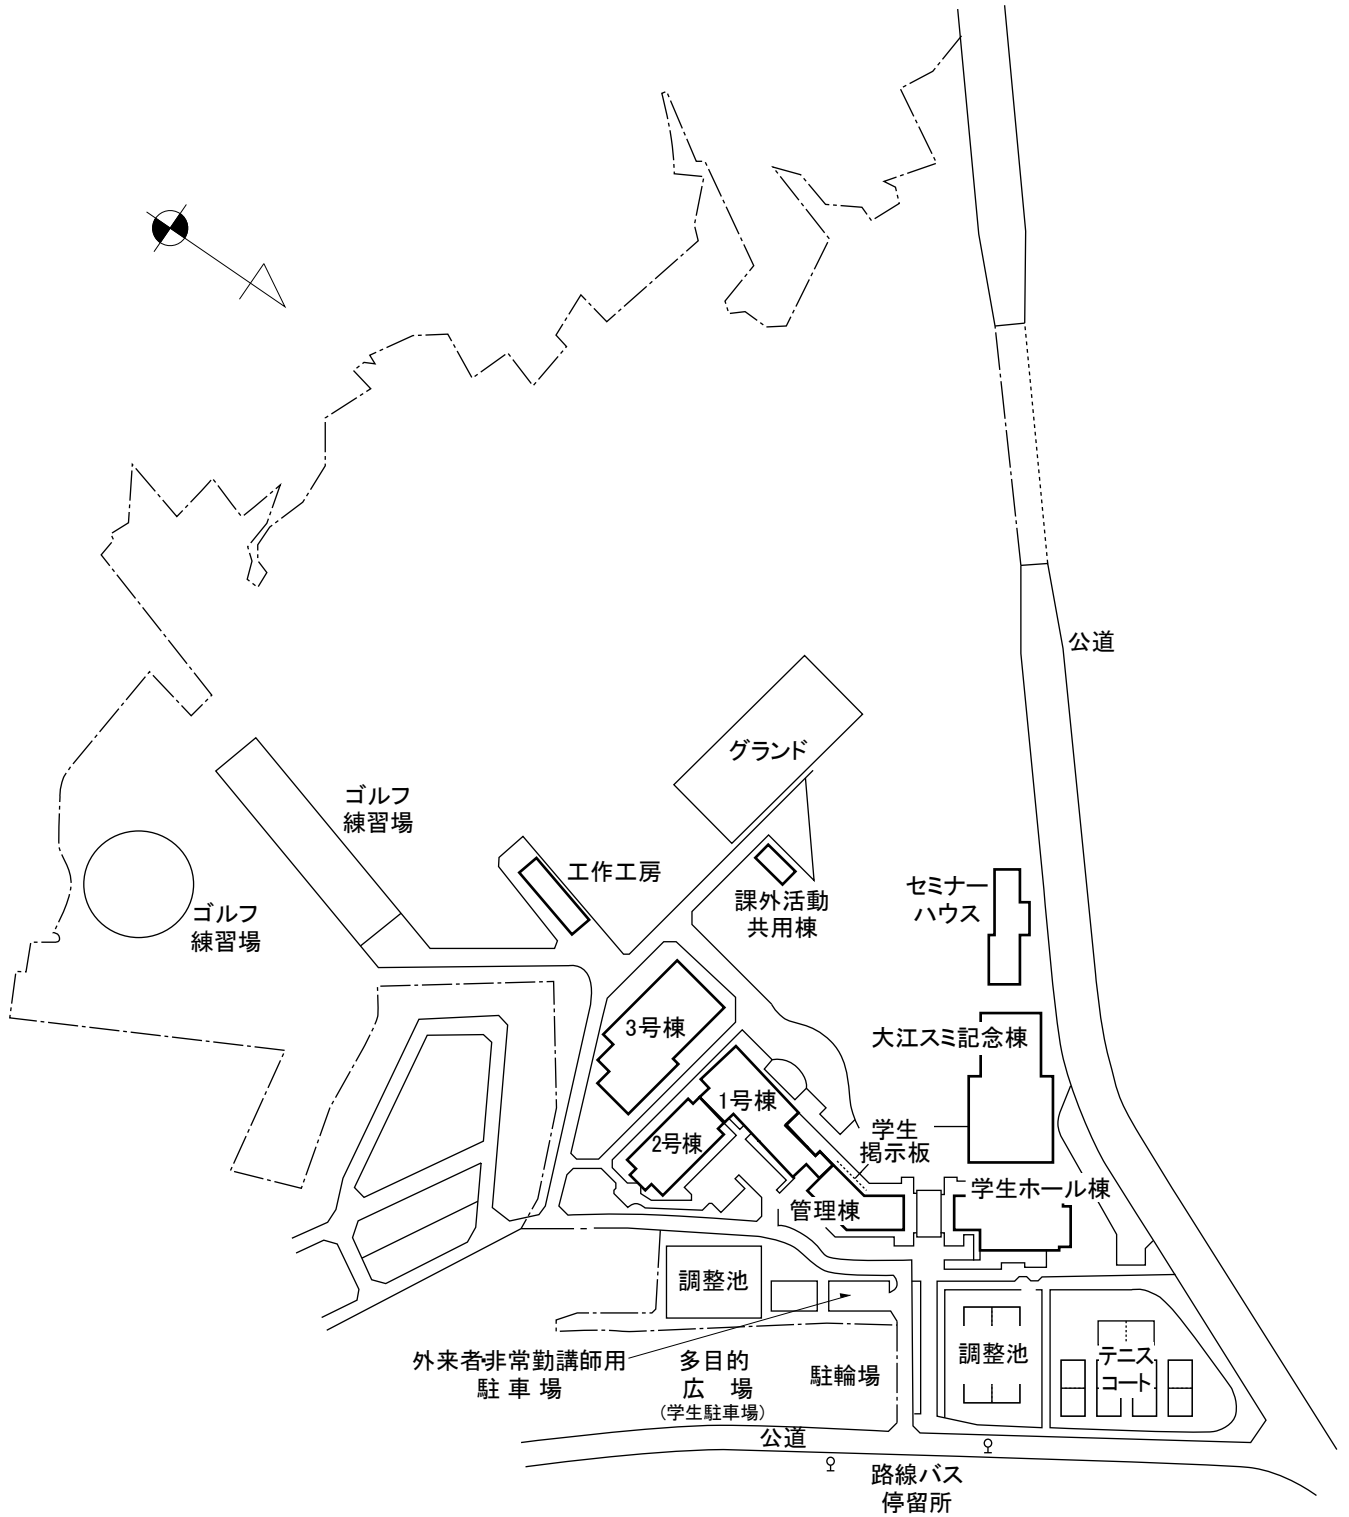 公道
グランド
ゴルフ
練習場
工作工房
セミナー
ハウス
課外活動
共用棟
ゴルフ
練習場
3号棟
大江スミ記念棟
1号棟
学生
掲示板
2号棟
学生ホール棟
管理棟
調整池
外来者・非常勤講師用
駐車場
多目的
広場
(学生駐車場)
駐輪場
調整池
テニス
コート
公道
路線バス
停留所